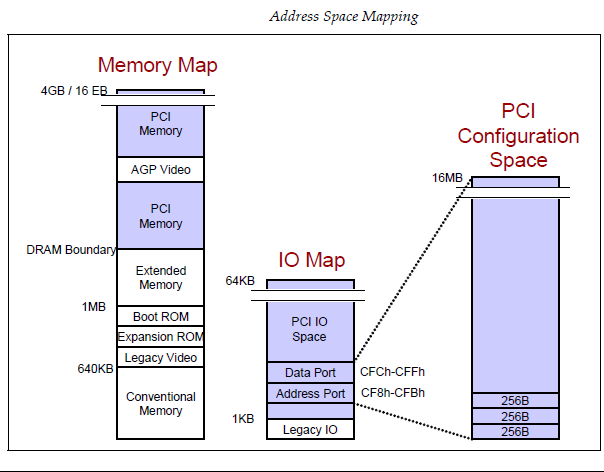 Address Space Mapping
Memory Map
4GB / 16 EB
PCI
Memory
AGP Video
PCI
Memory
DRAM Boundary
Extended
Memory
1MB
Boot ROM
Expansion ROM
Legacy Video
640KB
Conventional
Memory
IO Map
64KB
PCI IO
Space
Data Port
CFCh-CFFh
Address Port
CF8h-CFBh
1KB
Legacy IO
PCI
Configuration
Space
16MB
256B
256B
256B